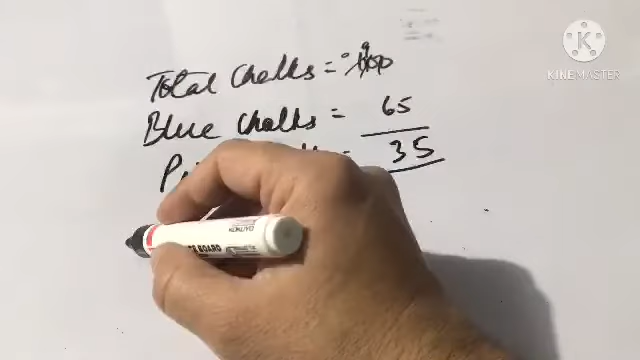 Total Chalks = 100
Blue Chalks = 65
= 35
KINEMASTER